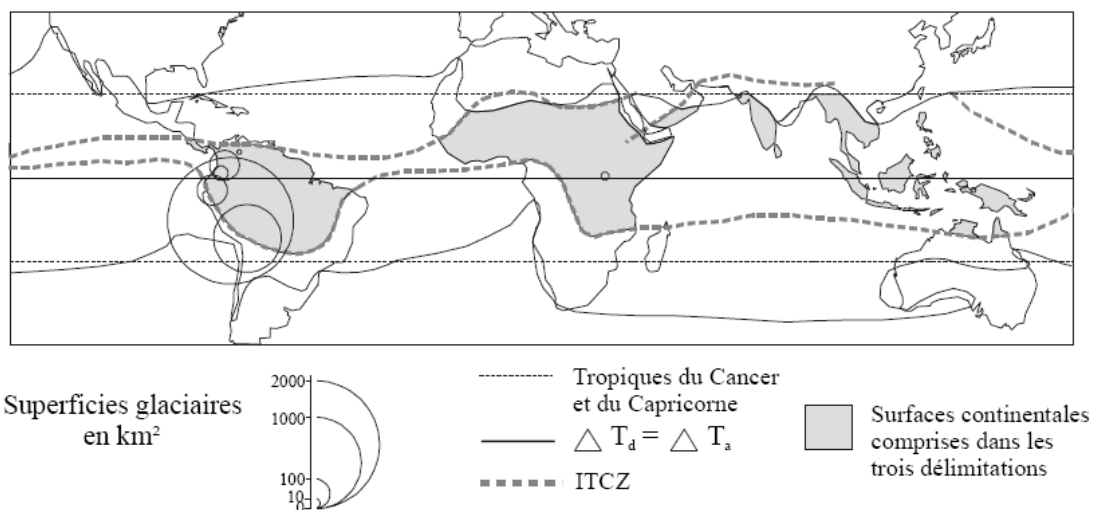 Superficies glaciaires
en km²
2000
1000
100
10
0
Tropiques du Cancer
et du Capricorne
△ Td = △ Ta
ITCZ
Surfaces continentales
comprises dans les
trois délimitations